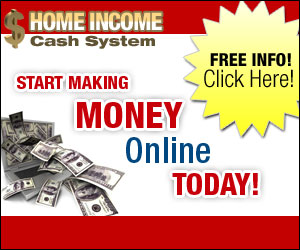 HOME INCOME
Cash System
FREE INFO!
Click Here!
START MAKING
MONEY
Online
TODAY!